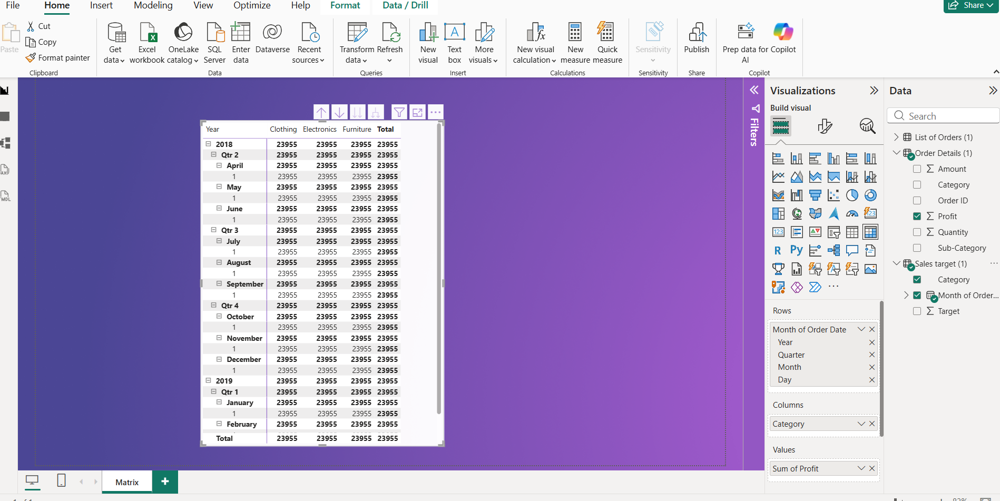 File Home Insert Modeling View Optimize Help Format Data / Drill Share
Paste
Cut
Copy
Format painter
Clipboard
Get data
Excel workbook
OneLake catalog
SQL Server
Enter data
Dataverse
Recent sources
Data
Transform data
Refresh
Queries
New visual
Text box
More visuals
Insert
New visual calculation
New measure
Quick measure
Calculations
Sensitivity
Sensitivity
Publish
Share
Prep data for AI
Copilot
Copilot
Year Clothing Electronics Furniture Total
2018 23955 23955 23955 23955
Qtr 2 23955 23955 23955 23955
April 23955 23955 23955 23955
1 23955 23955 23955 23955
May 23955 23955 23955 23955
1 23955 23955 23955 23955
June 23955 23955 23955 23955
1 23955 23955 23955 23955
Qtr 3 23955 23955 23955 23955
July 23955 23955 23955 23955
1 23955 23955 23955 23955
August 23955 23955 23955 23955
1 23955 23955 23955 23955
September 23955 23955 23955 23955
1 23955 23955 23955 23955
Qtr 4 23955 23955 23955 23955
October 23955 23955 23955 23955
1 23955 23955 23955 23955
November 23955 23955 23955 23955
1 23955 23955 23955 23955
December 23955 23955 23955 23955
1 23955 23955 23955 23955
2019 23955 23955 23955 23955
Qtr 1 23955 23955 23955 23955
January 23955 23955 23955 23955
1 23955 23955 23955 23955
February 23955 23955 23955 23955
Total 23955 23955 23955 23955
Filters
Visualizations
Build visual
123
123
R Py
...
Rows
Month of Order Date
Year
Quarter
Month
Day
Columns
Category
Values
Sum of Profit
Data
Search
List of Orders (1)
Order Details (1)
Amount
Category
Order ID
Profit
Quantity
Sub-Category
Sales target (1)
Category
Month of Order...
Target
Matrix